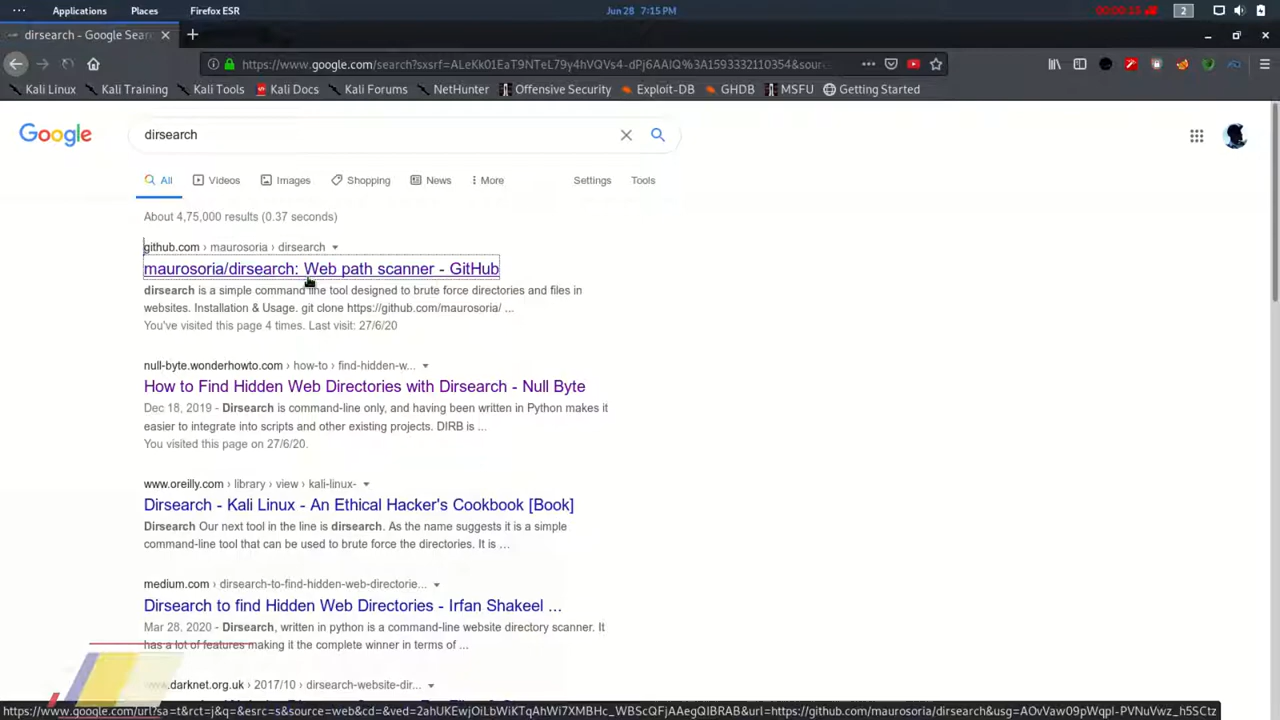 Applications Places Firefox ESR Jun 28 7:15 PM 00:00:13 2
dirsearch - Google Sear
https://www.google.com/search?sxsrf=ALeKk01EaT9NTeL79y4hVQVs4-dPj6AAIQ%3A1593332110354&sour
Kali Linux Kali Training Kali Tools Kali Docs Kali Forums NetHunter Offensive Security Exploit-DB GHDB MSFU Getting Started
Google dirsearch
All Videos Images Shopping News More Settings Tools
About 4,75,000 results (0.37 seconds)
github.com › maurosoria › dirsearch
maurosoria/dirsearch: Web path scanner - GitHub
dirsearch is a simple command line tool designed to brute force directories and files in
websites. Installation & Usage. git clone https://github.com/maurosoria/ ...
You've visited this page 4 times. Last visit: 27/6/20
null-byte.wonderhowto.com › how-to › find-hidden-w...
How to Find Hidden Web Directories with Dirsearch - Null Byte
Dec 18, 2019 - Dirsearch is command-line only, and having been written in Python makes it
easier to integrate into scripts and other existing projects. DIRB is ...
You visited this page on 27/6/20.
www.oreilly.com › library › view › kali-linux-
Dirsearch - Kali Linux - An Ethical Hacker's Cookbook [Book]
Dirsearch Our next tool in the line is dirsearch. As the name suggests it is a simple
command-line tool that can be used to brute force the directories. It is ...
medium.com › dirsearch-to-find-hidden-web-directorie...
Dirsearch to find Hidden Web Directories - Irfan Shakeel ...
Mar 28, 2020 - Dirsearch, written in python is a command-line website directory scanner. It
has a lot of features making it the complete winner in terms of ...
www.darknet.org.uk › 2017/10 › dirsearch-website-dir...
https://www.google.com/url?sa=t&rct=j&q=&esrc=s&source=web&cd=&ved=2ahUKEwjOiLbWiKTqAhWi7XMBHc_WBScQFjAAegQIBRAB&url=https://github.com/maurosoria/dirsearch&usg=AOvVaw09pWqpl-PVNuVwz_h5SCtz